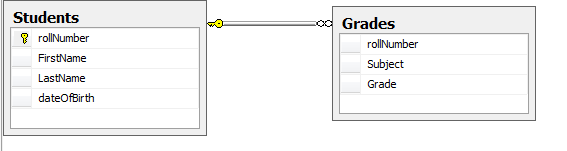 Students
rollNumber
FirstName
LastName
dateOfBirth
Grades
rollNumber
Subject
Grade